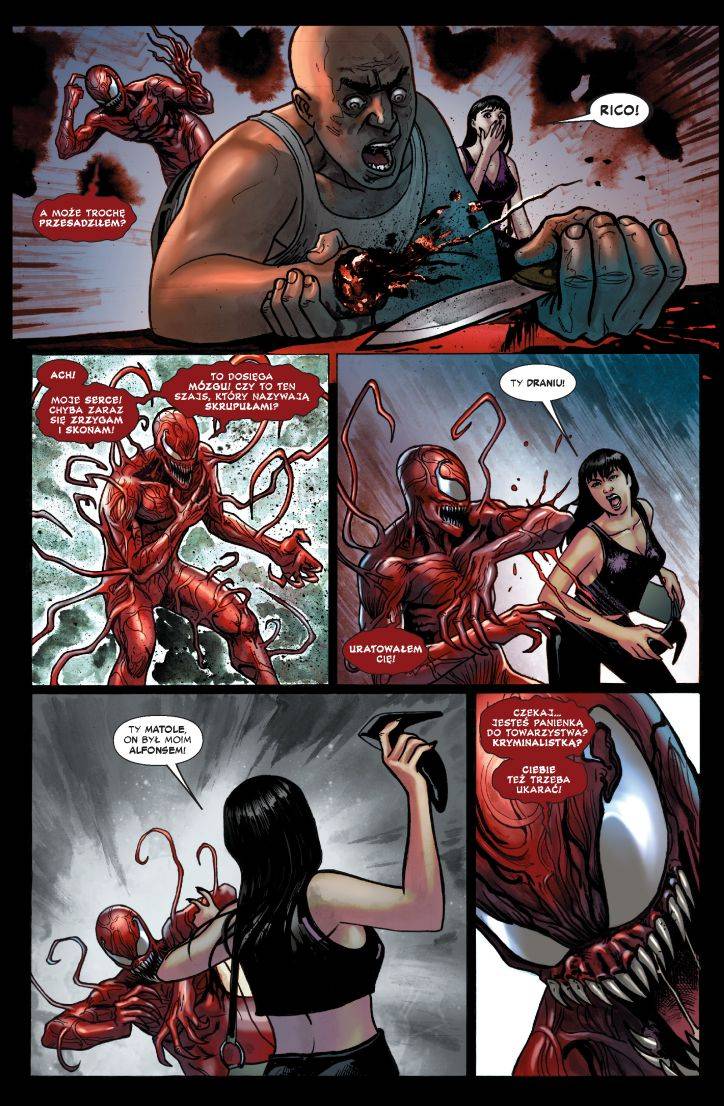 RICO!
A MOŻE TROCHĘ
PRZESADZIŁEM?
ACH!
MOJE SERCE!
CHYBA ZARAZ
SIĘ ZRZYGAM
I SKONAM!
TO DOSIĘGA
MÓZGU! CZY TO TEN
SZAJS, KTÓRY NAZYWAJĄ
SKRUPUŁAMI?
TY DRANIU!
URATOWAŁEM
CIĘ!
TY MATOLE,
ON BYŁ MOIM
ALFONSEM!
CZEKAJ...
JESTEŚ PANIENKĄ
DO TOWARZYSTWA?
KRYMINALISTKĄ?
CIEBIE
TEŻ TRZEBA
UKARAĆ!